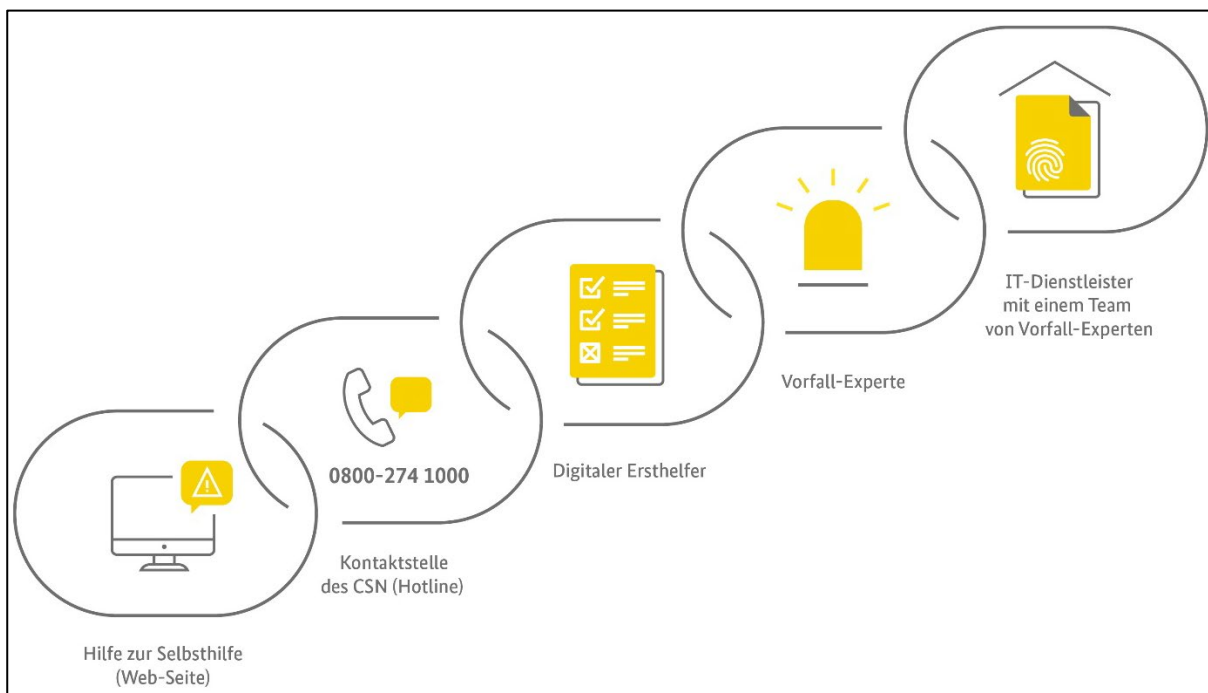 Hilfe zur Selbsthilfe
(Web-Seite)
0800-274 1000
Kontaktstelle
des CSN (Hotline)
Digitaler Ersthelfer
Vorfall-Experte
IT-Dienstleister
mit einem Team
von Vorfall-Experten